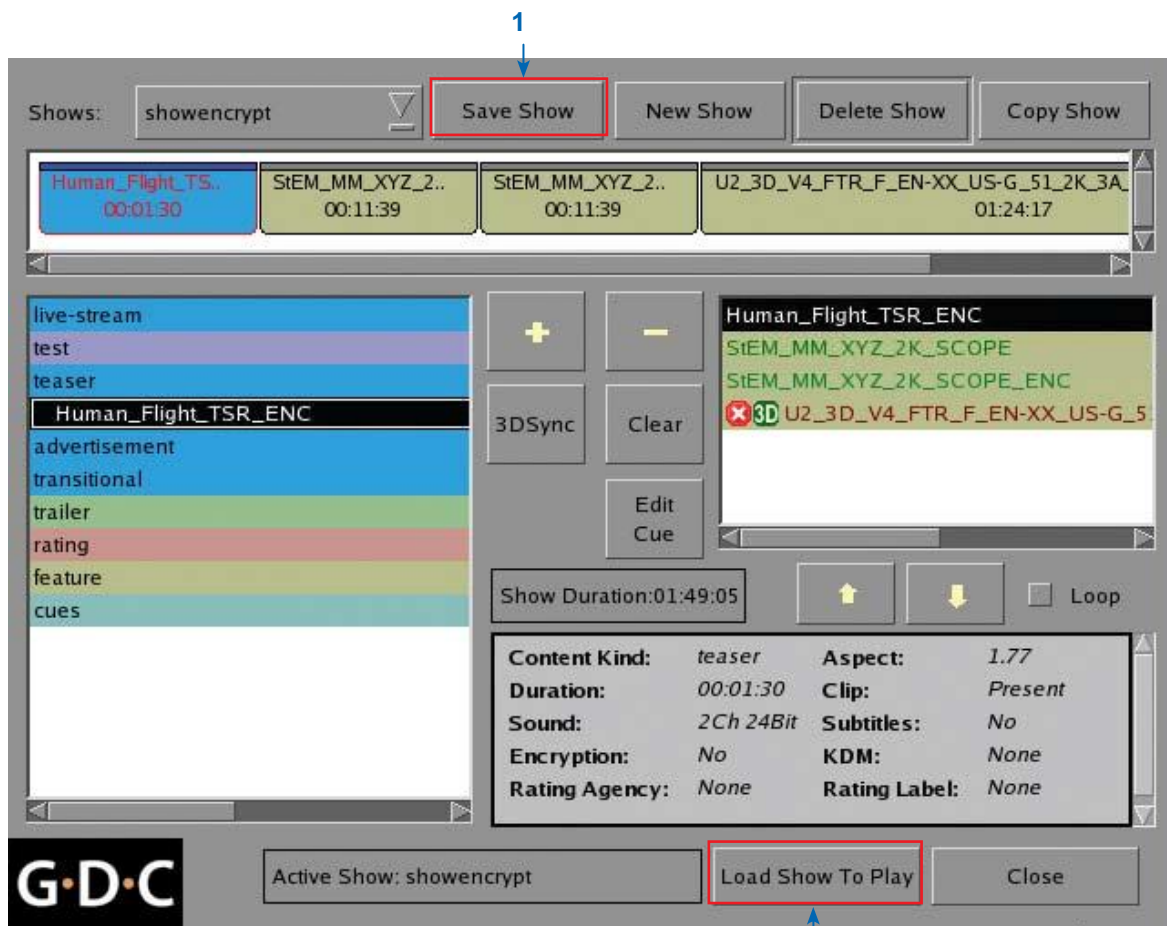 1
Shows: showencrypt Save Show New Show Delete Show Copy Show
Human_Flight_TS.. StEM_MM_XYZ_2.. StEM_MM_XYZ_2.. U2_3D_V4_FTR_F_EN-XX_US-G_51_2K_3A_
00:01:30 00:11:39 00:11:39 01:24:17
live-stream
test
teaser
Human_Flight_TSR_ENC
advertisement
transitional
trailer
rating
feature
cues
+ −
3DSync Clear
Edit
Cue
Human_Flight_TSR_ENC
StEM_MM_XYZ_2K_SCOPE
StEM_MM_XYZ_2K_SCOPE_ENC
3D U2_3D_V4_FTR_F_EN-XX_US-G_5
Show Duration:01:49:05
Loop
Content Kind: teaser Aspect: 1.77
Duration: 00:01:30 Clip: Present
Sound: 2Ch 24Bit Subtitles: No
Encryption: No KDM: None
Rating Agency: None Rating Label: None
G·D·C
Active Show: showencrypt Load Show To Play Close